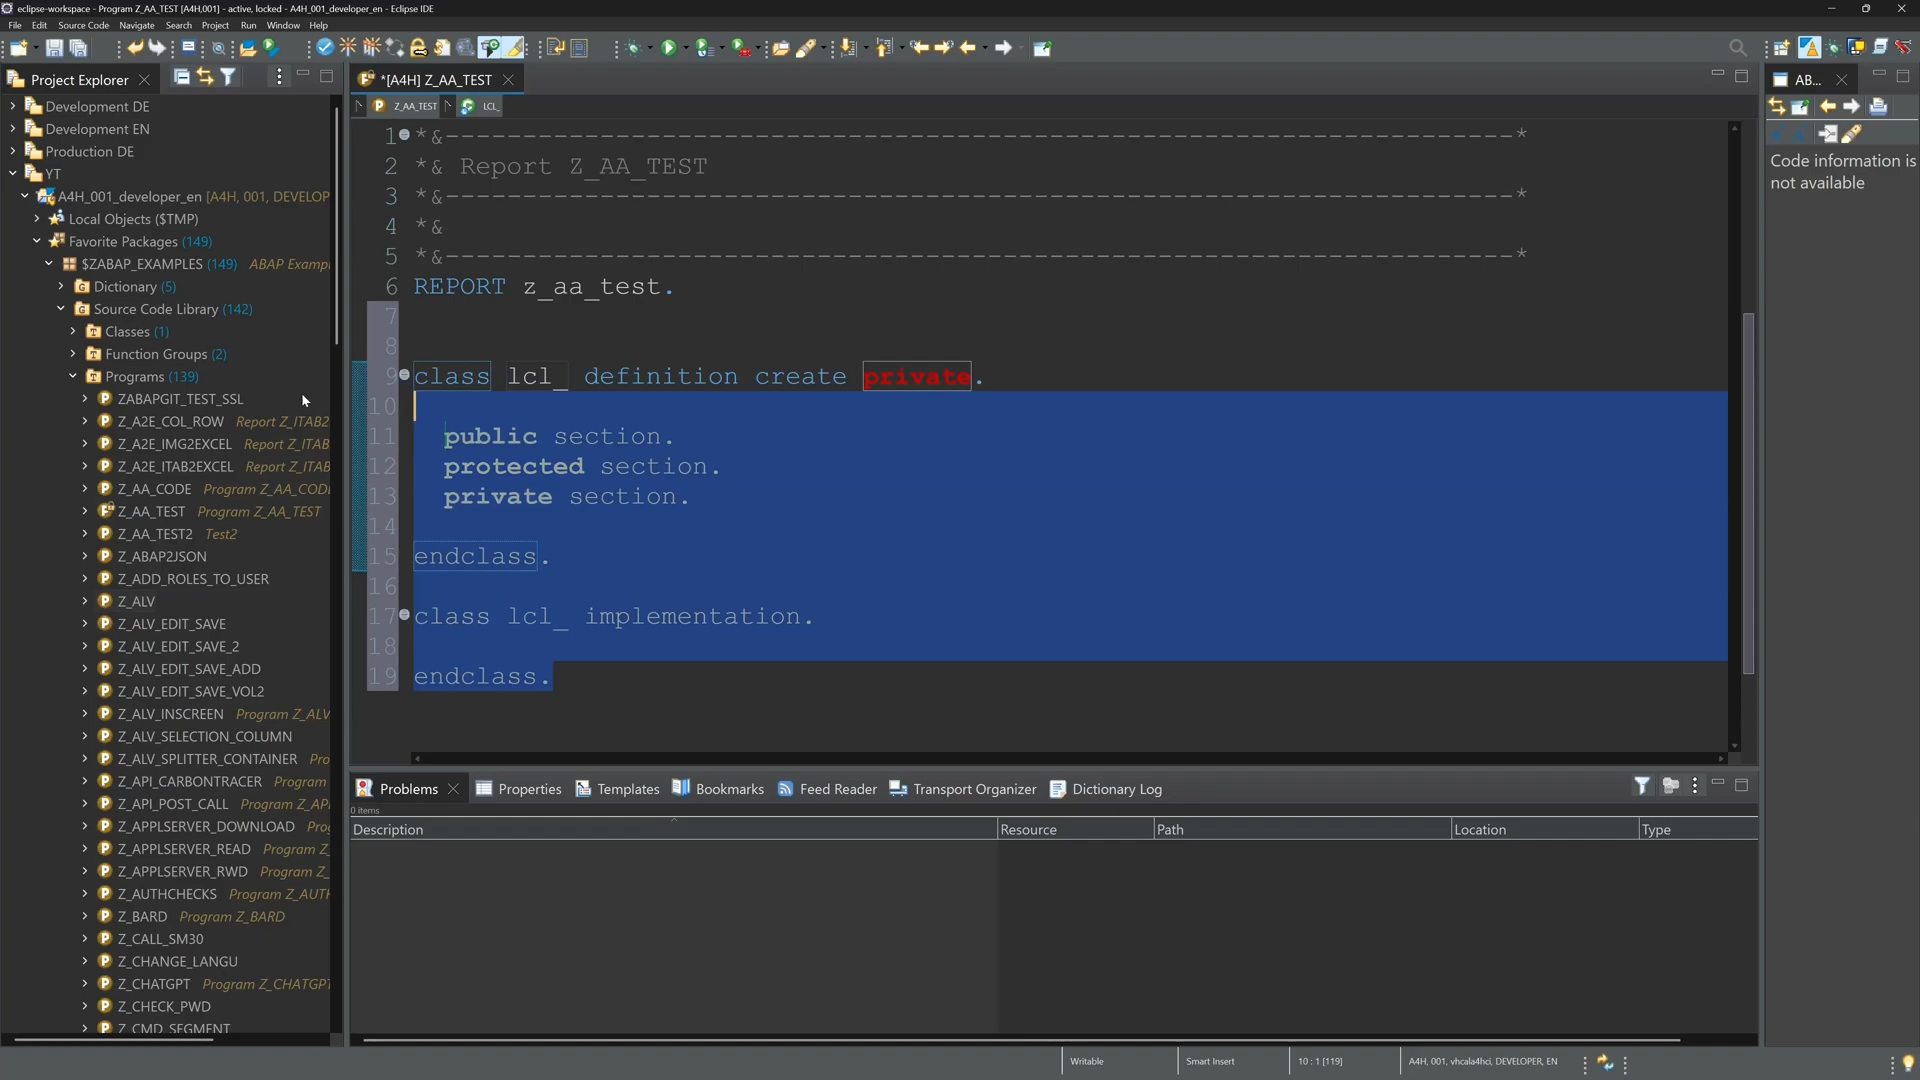 eclipse-workspace - Program Z_AA_TEST [A4H,001] - active, locked - A4H_001_developer_en - Eclipse IDE
File Edit Source Code Navigate Search Project Run Window Help
Project Explorer
*[A4H] Z_AA_TEST
AB...
Z_AA_TEST
LCL_
Development DE
Development EN
Production DE
YT
A4H_001_developer_en [A4H, 001, DEVELOP
Local Objects ($TMP)
Favorite Packages (149)
$ZABAP_EXAMPLES (149) ABAP Exampl
Dictionary (5)
Source Code Library (142)
Classes (1)
Function Groups (2)
Programs (139)
ZABAPGIT_TEST_SSL
Z_A2E_COL_ROW Report Z_ITAB2
Z_A2E_IMG2EXCEL Report Z_ITAB
Z_A2E_ITAB2EXCEL Report Z_ITAB
Z_AA_CODE Program Z_AA_CODE
Z_AA_TEST Program Z_AA_TEST
Z_AA_TEST2 Test2
Z_ABAP2JSON
Z_ADD_ROLES_TO_USER
Z_ALV
Z_ALV_EDIT_SAVE
Z_ALV_EDIT_SAVE_2
Z_ALV_EDIT_SAVE_ADD
Z_ALV_EDIT_SAVE_VOL2
Z_ALV_INSCREEN Program Z_ALV
Z_ALV_SELECTION_COLUMN
Z_ALV_SPLITTER_CONTAINER Pro
Z_API_CARBONTRACER Program
Z_API_POST_CALL Program Z_API
Z_APPLSERVER_DOWNLOAD Prog
Z_APPLSERVER_READ Program Z_
Z_APPLSERVER_RWD Program Z_
Z_AUTHCHECKS Program Z_AUTH
Z_BARD Program Z_BARD
Z_CALL_SM30
Z_CHANGE_LANGU
Z_CHATGPT Program Z_CHATGPT
Z_CHECK_PWD
Z_CMD_SEGMENT
1 *&---------------------------------------------------------------------*
2 *& Report Z_AA_TEST
3 *&---------------------------------------------------------------------*
4 *&
5 *&---------------------------------------------------------------------*
6 REPORT z_aa_test.
7
8
9 class lcl_ definition create private.
10
11 public section.
12 protected section.
13 private section.
14
15 endclass.
16
17 class lcl_ implementation.
18
19 endclass.
Code information is
not available
Problems
Properties
Templates
Bookmarks
Feed Reader
Transport Organizer
Dictionary Log
0 items
Description
Resource
Path
Location
Type
Writable
Smart Insert
10 : 1 [119]
A4H, 001, vhcala4hci, DEVELOPER, EN